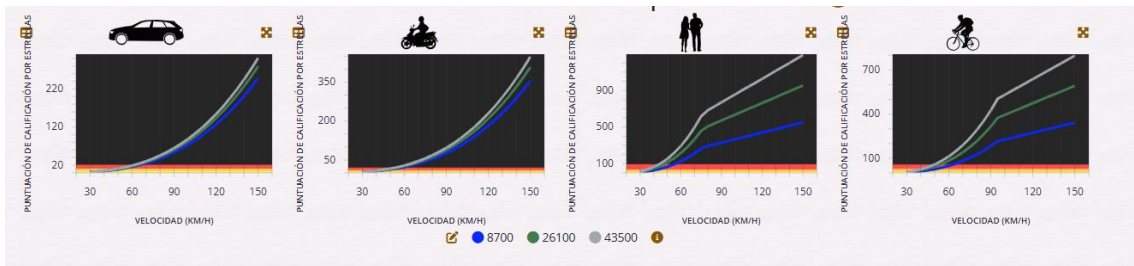 PUNTUACIÓN DE CALIFICACIÓN POR ESTRELLAS
220
120
20
30 60 90 120 150
VELOCIDAD (KM/H)
PUNTUACIÓN DE CALIFICACIÓN POR ESTRELLAS
350
200
50
30 60 90 120 150
VELOCIDAD (KM/H)
PUNTUACIÓN DE CALIFICACIÓN POR ESTRELLAS
900
500
100
30 60 90 120 150
VELOCIDAD (KM/H)
PUNTUACIÓN DE CALIFICACIÓN POR ESTRELLAS
700
400
100
30 60 90 120 150
VELOCIDAD (KM/H)
8700 26100 43500